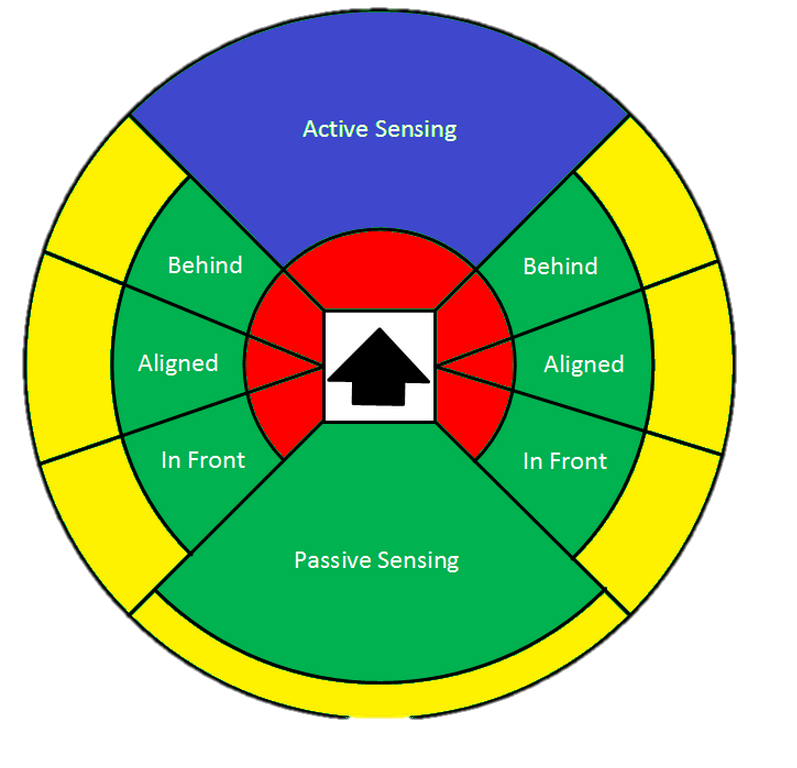 Active Sensing
Behind
Behind
Aligned
Aligned
In Front
In Front
Passive Sensing